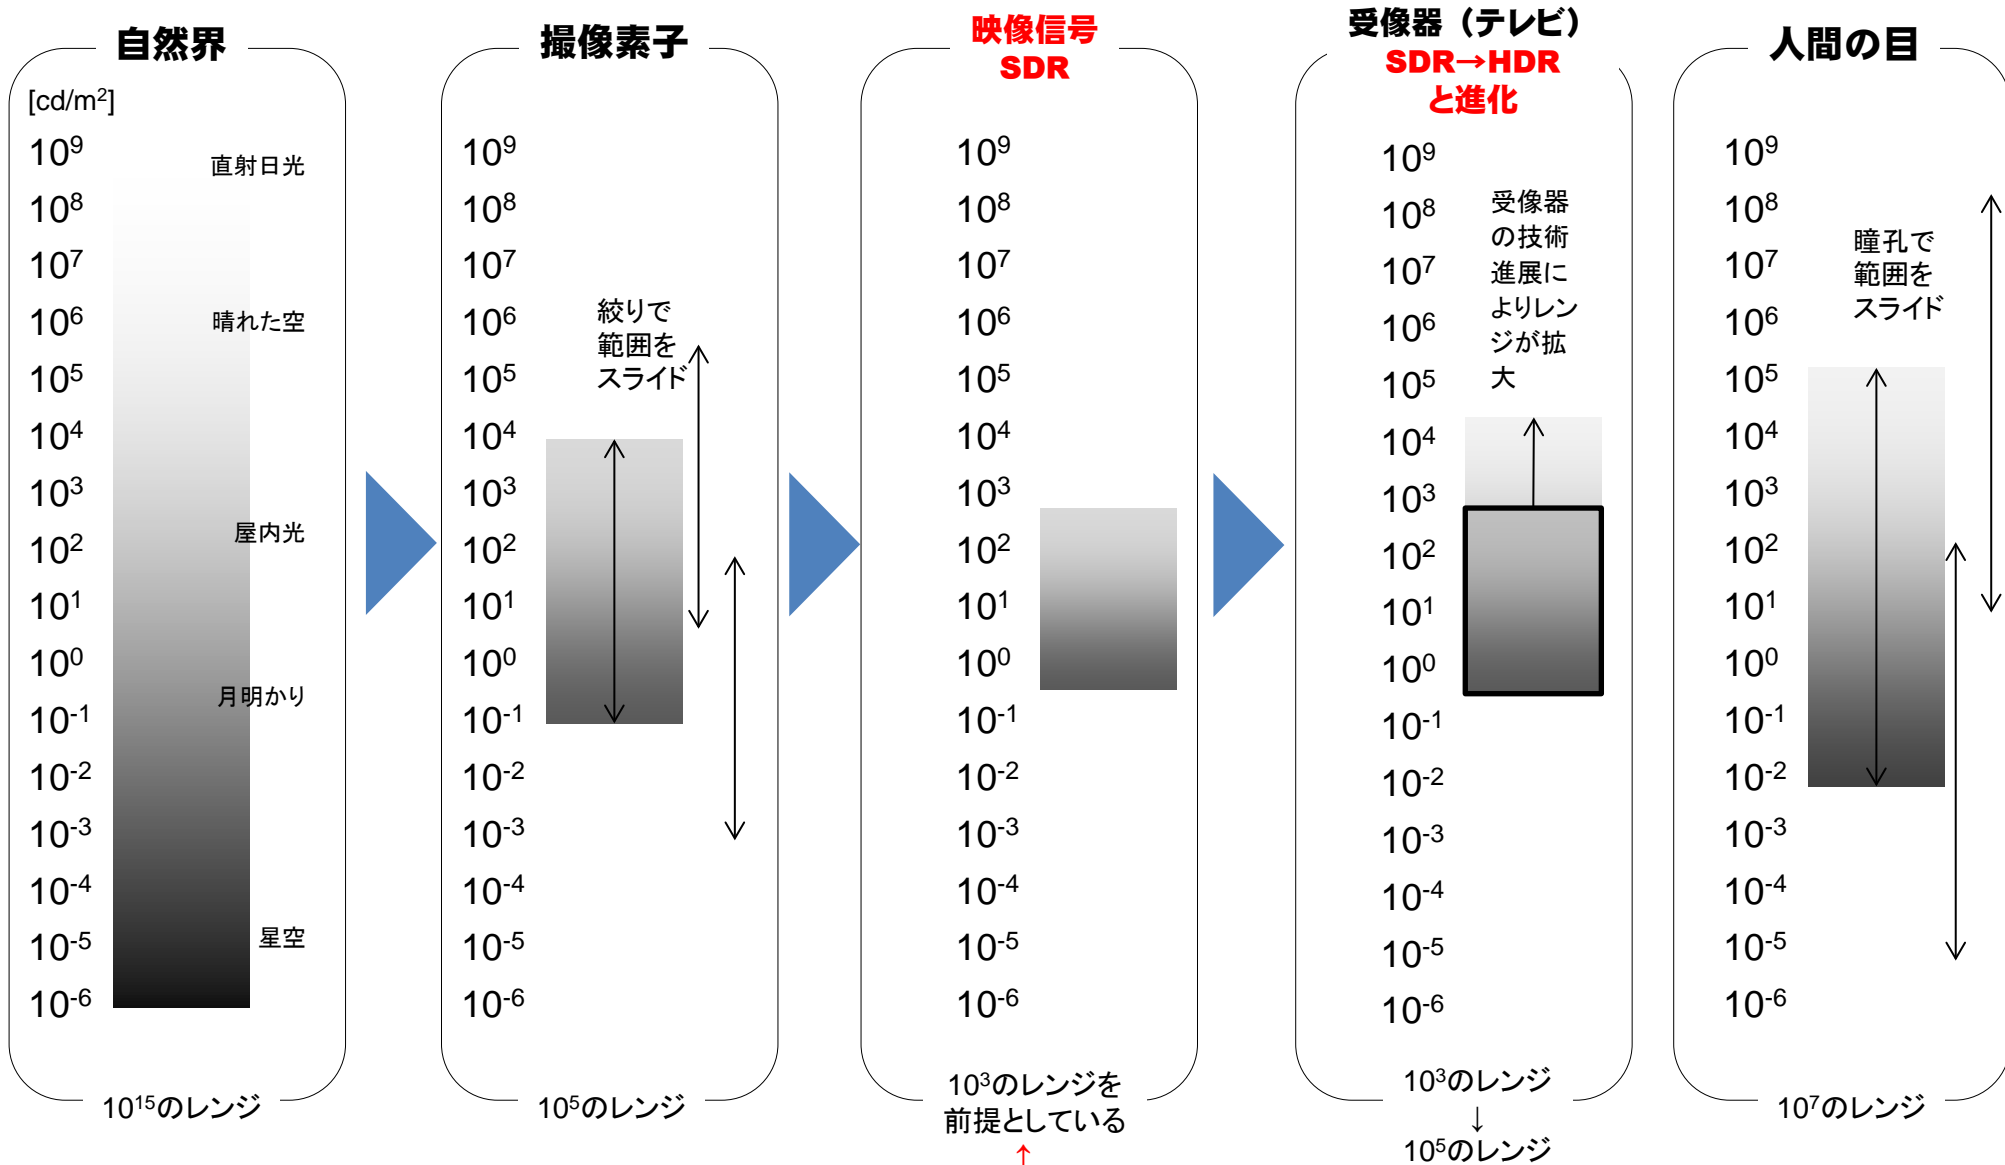 自然界
[cd/m²]
10⁹
10⁸
10⁷
10⁶
10⁵
10⁴
10³
10²
10¹
10⁰
10⁻¹
10⁻²
10⁻³
10⁻⁴
10⁻⁵
10⁻⁶
直射日光
晴れた空
屋内光
月明かり
星空
10¹⁵のレンジ
撮像素子
10⁹
10⁸
10⁷
10⁶
10⁵
10⁴
10³
10²
10¹
10⁰
10⁻¹
10⁻²
10⁻³
10⁻⁴
10⁻⁵
10⁻⁶
絞りで
範囲を
スライド
10⁵のレンジ
映像信号
SDR
10⁹
10⁸
10⁷
10⁶
10⁵
10⁴
10³
10²
10¹
10⁰
10⁻¹
10⁻²
10⁻³
10⁻⁴
10⁻⁵
10⁻⁶
10³のレンジを
前提としている
↑
受像器（テレビ）
SDR→HDR
と進化
10⁹
10⁸
10⁷
10⁶
10⁵
10⁴
10³
10²
10¹
10⁰
10⁻¹
10⁻²
10⁻³
10⁻⁴
10⁻⁵
10⁻⁶
受像器
の技術
進展に
よりレン
ジが拡
大
10³のレンジ
↓
10⁵のレンジ
人間の目
10⁹
10⁸
10⁷
10⁶
10⁵
10⁴
10³
10²
10¹
10⁰
10⁻¹
10⁻²
10⁻³
10⁻⁴
10⁻⁵
10⁻⁶
瞳孔で
範囲を
スライド
10⁷のレンジ